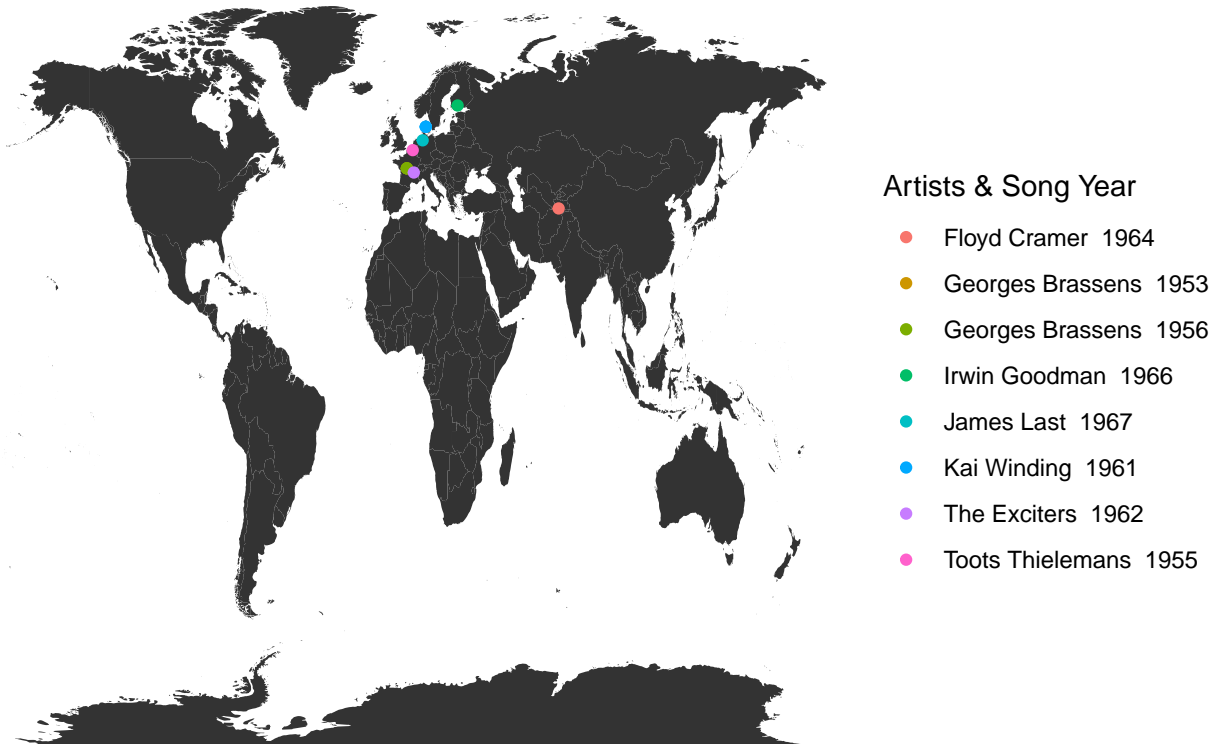 Artists & Song Year
Floyd Cramer 1964
Georges Brassens 1953
Georges Brassens 1956
Irwin Goodman 1966
James Last 1967
Kai Winding 1961
The Exciters 1962
Toots Thielemans 1955